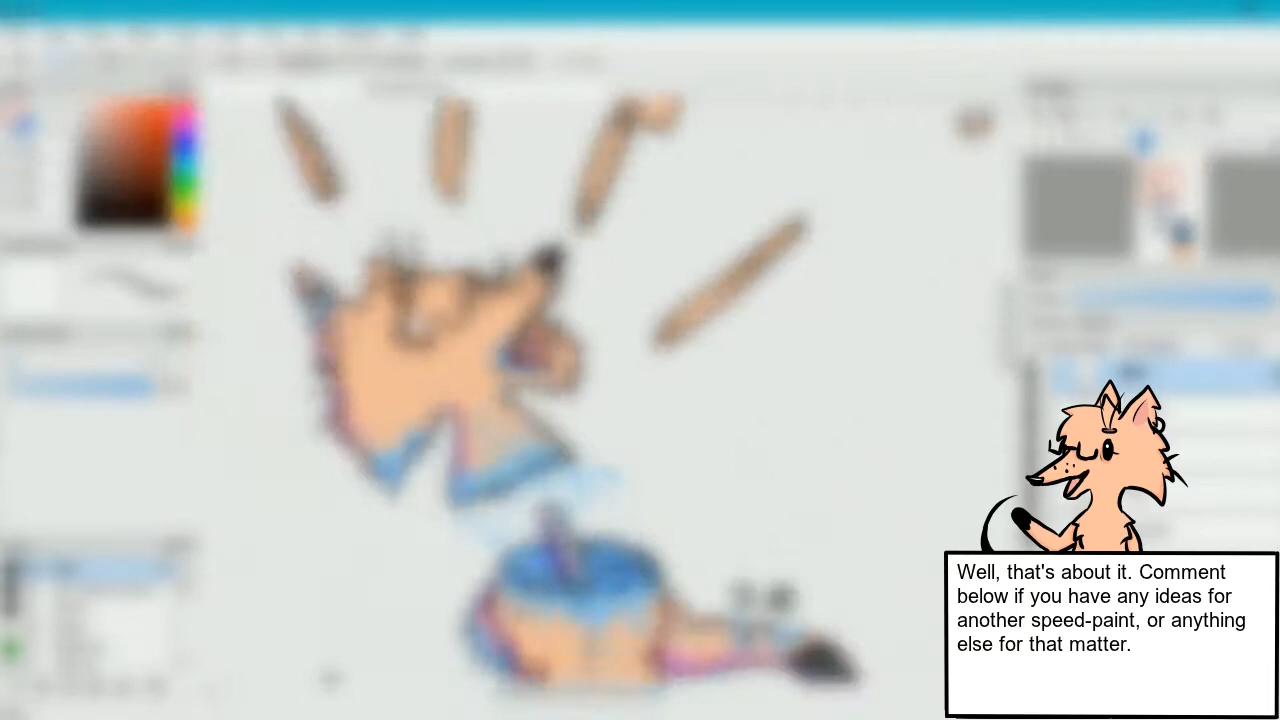 Well, that's about it. Comment
below if you have any ideas for
another speed-paint, or anything
else for that matter.